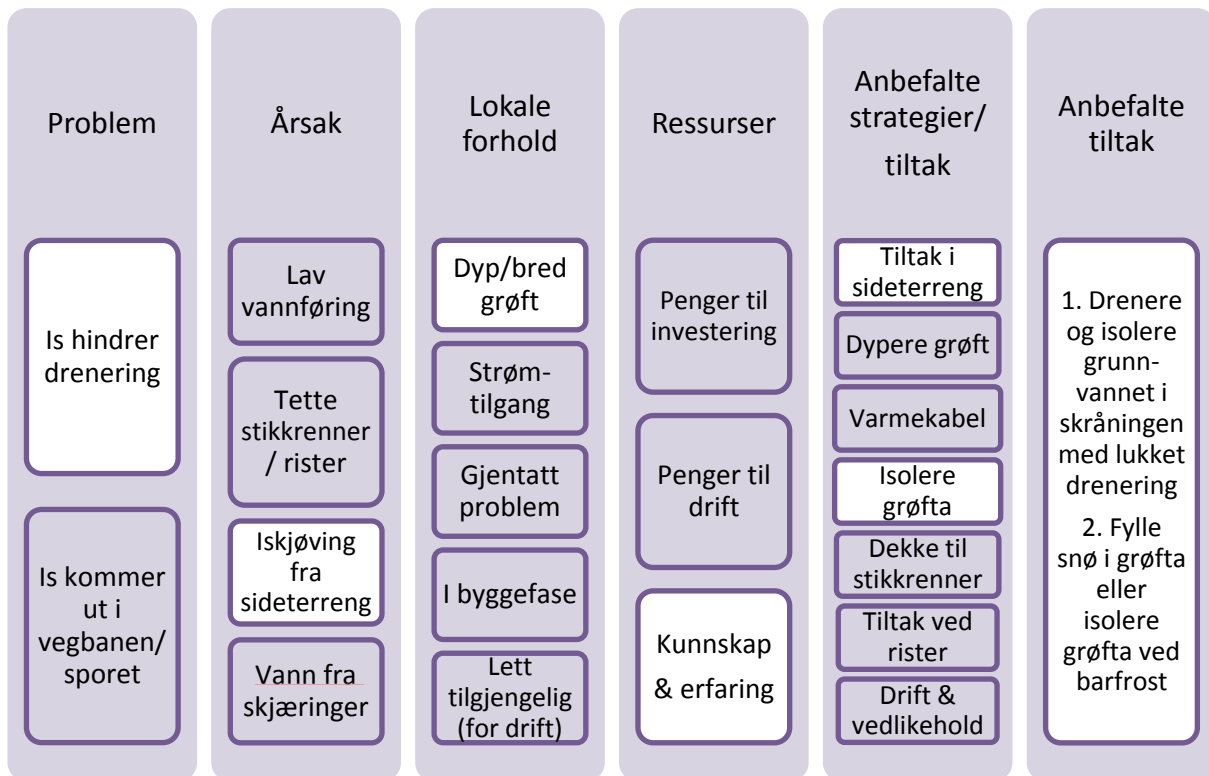 Problem
Is hindrer
drenering
Is kommer
ut i
vegbanen/
sporet
Årsak
Lav
vannføring
Tette
stikkrenner
/ rister
Iskjøving
fra
sideterreng
Vann fra
skjæringer
Lokale
forhold
Dyp/bred
grøft
Strøm-
tilgang
Gjentatt
problem
I byggefase
Lett
tilgjengelig
(for drift)
Ressurser
Penger til
investering
Penger til
drift
Kunnskap
& erfaring
Anbefalte
strategier/
tiltak
Tiltak i
sideterreng
Dypere grøft
Varmekabel
Isolere
grøfta
Dekke til
stikkrenner
Tiltak ved
rister
Drift &
vedlikehold
Anbefalte
tiltak
1. Drenere
og isolere
grunn-
vannet i
skråningen
med lukket
drenering
2. Fylle
snø i grøfta
eller
isolere
grøfta ved
barfrost